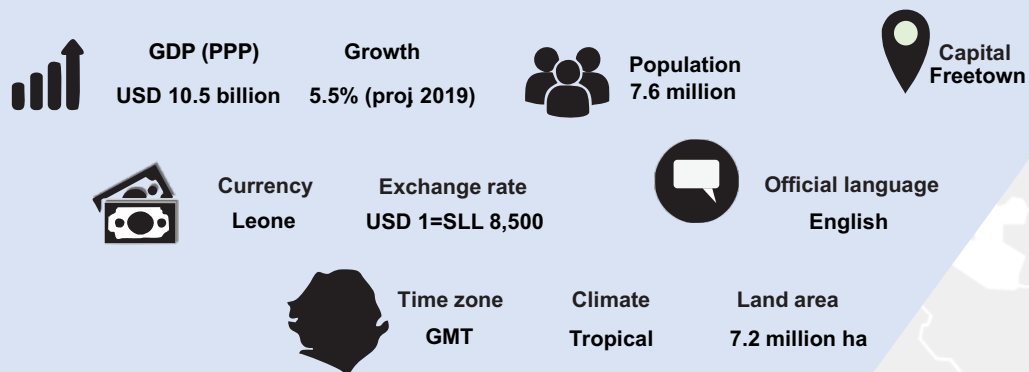 GDP (PPP) Growth
USD 10.5 billion 5.5% (proj. 2019)
Population
7.6 million
Capital
Freetown
Currency Exchange rate
Leone USD 1=SLL 8,500
Official language
English
Time zone Climate Land area
GMT Tropical 7.2 million ha